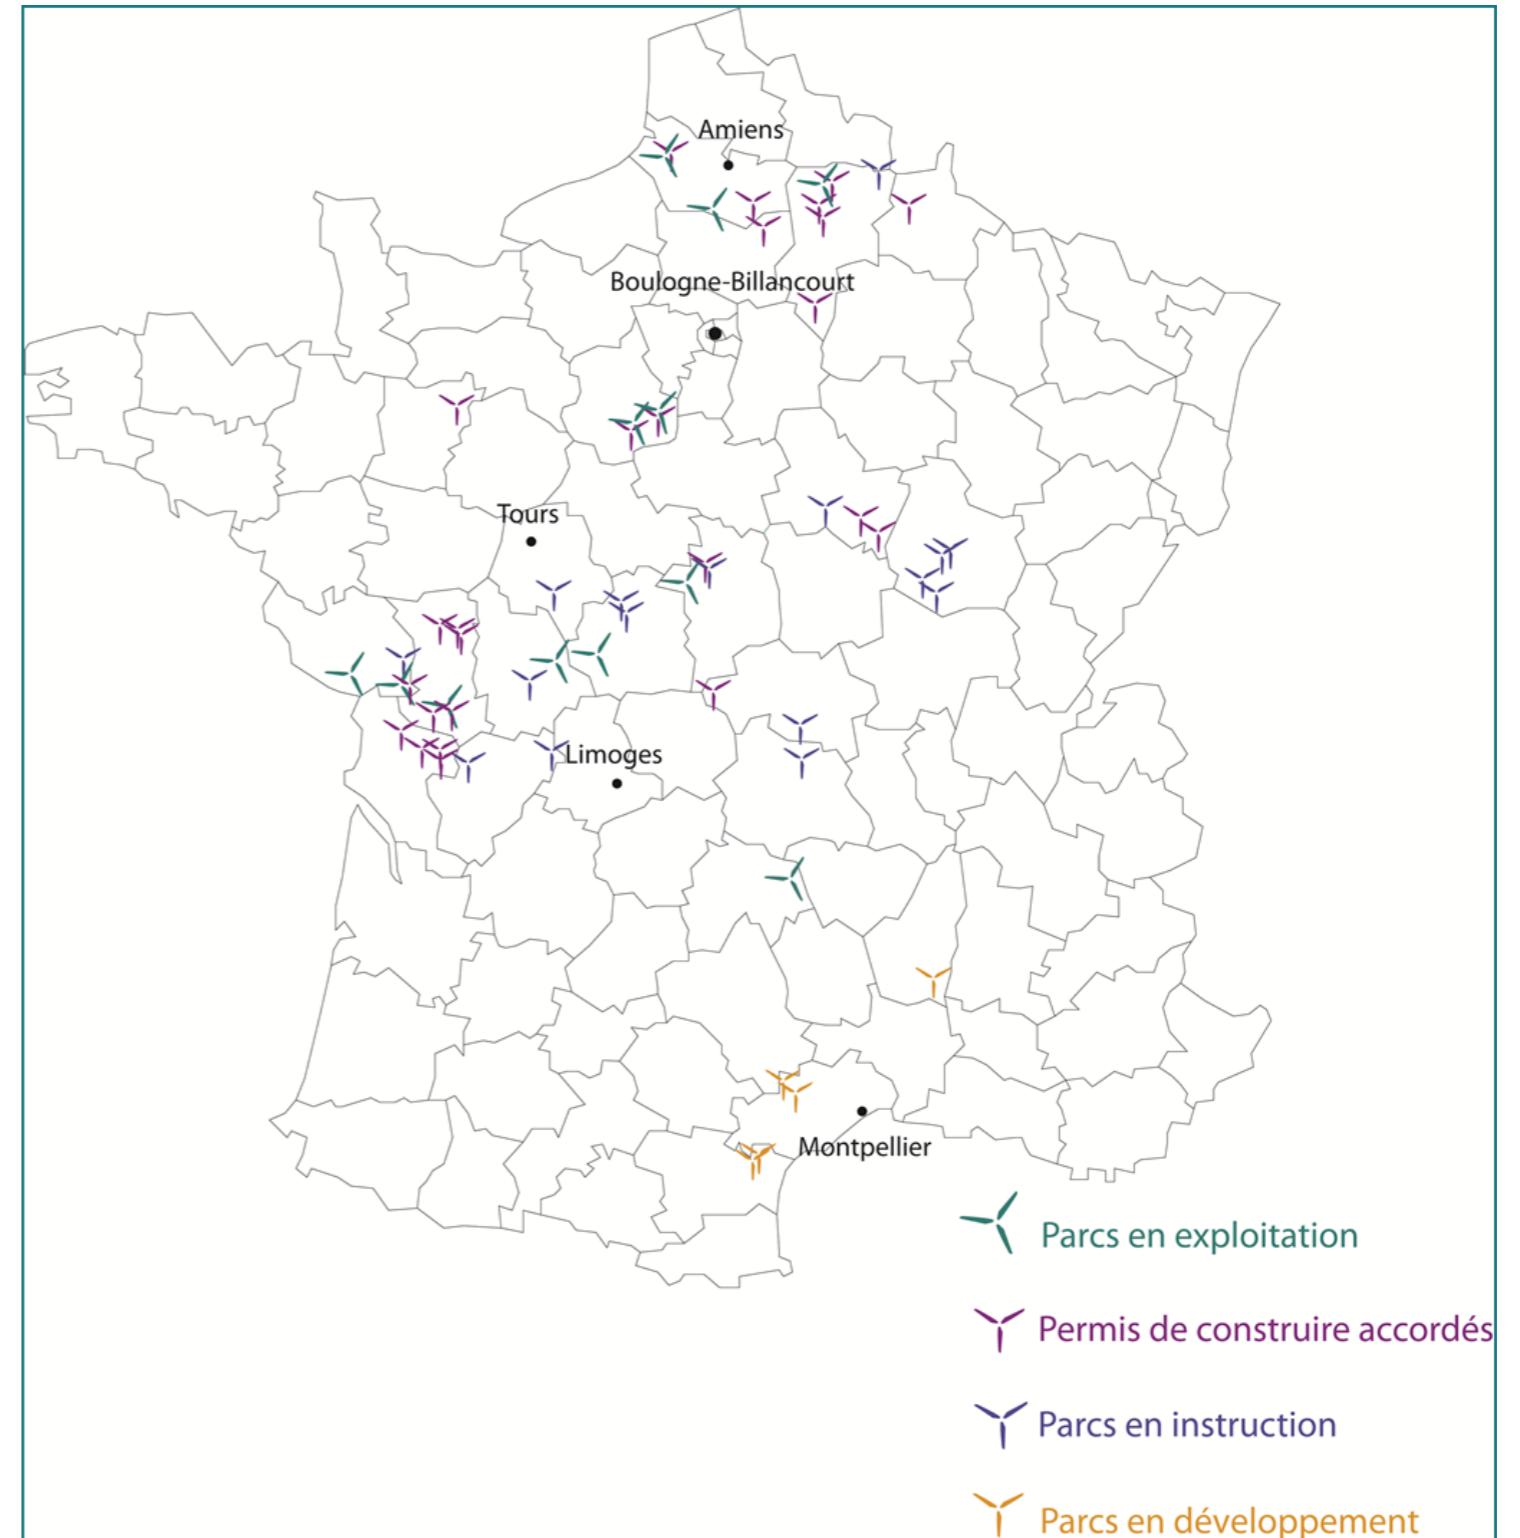 Amiens
Boulogne-Billancourt
Tours
Limoges
Montpellier
Parcs en exploitation
Permis de construire accordés
Parcs en instruction
Parcs en développement